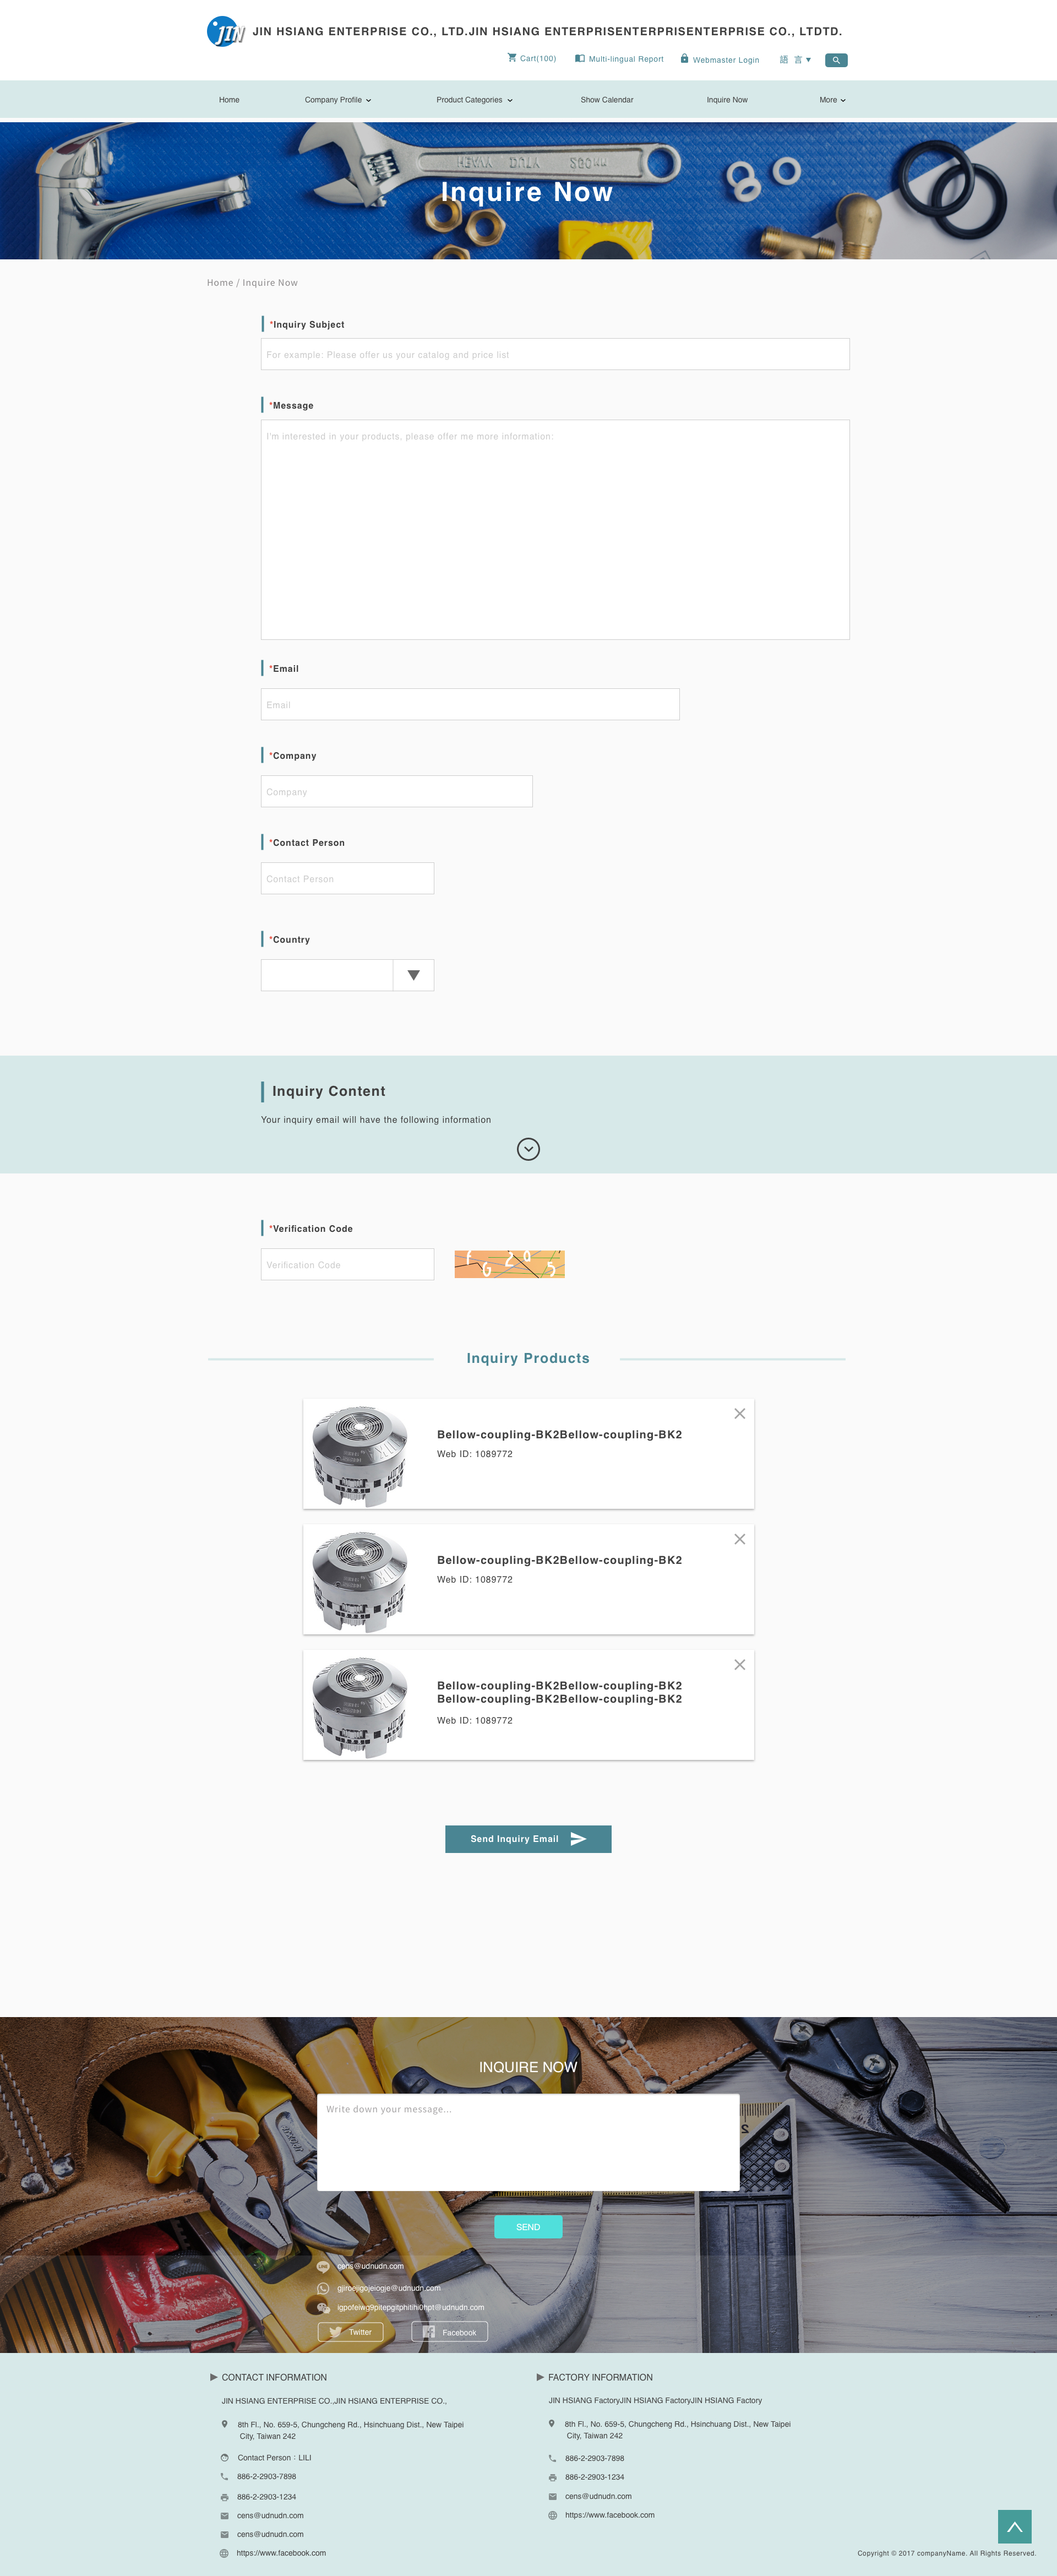 JIN
JIN HSIANG ENTERPRISE CO., LTD.JIN HSIANG ENTERPRISENTERPRISENTERPRISE CO., LTDTD.
Cart(100)
Multi-lingual Report
Webmaster Login
語 言 ▼
Home
Company Profile
Product Categories
Show Calendar
Inquire Now
More
Inquire Now
Home / Inquire Now
*Inquiry Subject
For example: Please offer us your catalog and price list
*Message
I'm interested in your products, please offer me more information:
*Email
Email
*Company
Company
*Contact Person
Contact Person
*Country
Inquiry Content
Your inquiry email will have the following information
*Verification Code
Verification Code
Inquiry Products
Bellow-coupling-BK2Bellow-coupling-BK2
Web ID: 1089772
Bellow-coupling-BK2Bellow-coupling-BK2
Web ID: 1089772
Bellow-coupling-BK2Bellow-coupling-BK2
Bellow-coupling-BK2Bellow-coupling-BK2
Web ID: 1089772
Send Inquiry Email
INQUIRE NOW
Write down your message...
SEND
cens@udnudn.com
gjiroejigojeiogje@udnudn.com
igpofeiwg9pitepgitphitihi0hpt@udnudn.com
Twitter
Facebook
CONTACT INFORMATION
JIN HSIANG ENTERPRISE CO.,JIN HSIANG ENTERPRISE CO.,
8th Fl., No. 659-5, Chungcheng Rd., Hsinchuang Dist., New Taipei
City, Taiwan 242
Contact Person：LILI
886-2-2903-7898
886-2-2903-1234
cens@udnudn.com
cens@udnudn.com
https://www.facebook.com
FACTORY INFORMATION
JIN HSIANG FactoryJIN HSIANG FactoryJIN HSIANG Factory
8th Fl., No. 659-5, Chungcheng Rd., Hsinchuang Dist., New Taipei
City, Taiwan 242
886-2-2903-7898
886-2-2903-1234
cens@udnudn.com
https://www.facebook.com
Copyright © 2017 companyName. All Rights Reserved.